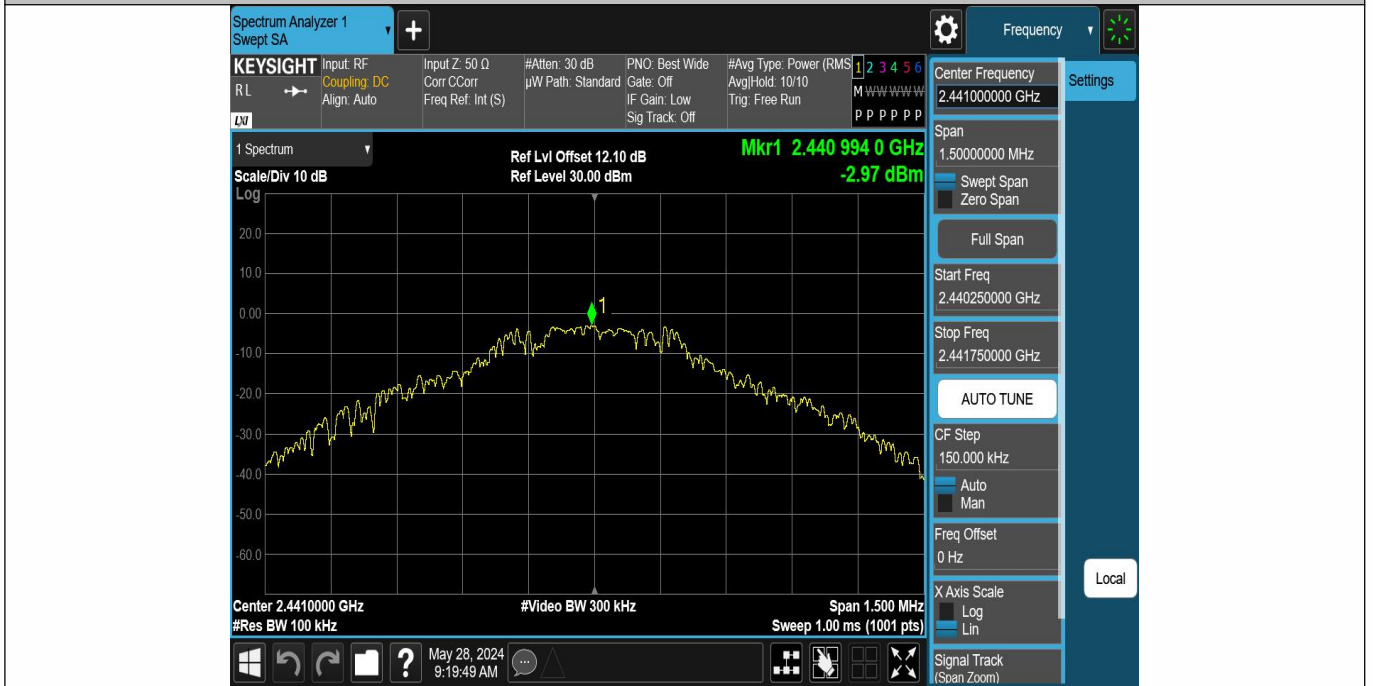 Spectrum Analyzer 1
Swept SA
+
Frequency
KEYSIGHT
RL
LXI
Input: RF
Coupling: DC
Align: Auto
Input Z: 50 Ω
Corr CCorr
Freq Ref: Int (S)
#Atten: 30 dB
µW Path: Standard
PNO: Best Wide
Gate: Off
IF Gain: Low
Sig Track: Off
#Avg Type: Power (RMS
Avg|Hold: 10/10
Trig: Free Run
1 2 3 4 5 6
M W W W W W
P P P P P P
1 Spectrum
Scale/Div 10 dB
Log
Ref Lvl Offset 12.10 dB
Ref Level 30.00 dBm
Mkr1 2.440 994 0 GHz
-2.97 dBm
20.0
10.0
0.00
-10.0
-20.0
-30.0
-40.0
-50.0
-60.0
1
Center 2.4410000 GHz
#Res BW 100 kHz
#Video BW 300 kHz
Span 1.500 MHz
Sweep 1.00 ms (1001 pts)
?
May 28, 2024
9:19:49 AM
Center Frequency
2.441000000 GHz
Settings
Span
1.50000000 MHz
Swept Span
Zero Span
Full Span
Start Freq
2.440250000 GHz
Stop Freq
2.441750000 GHz
AUTO TUNE
CF Step
150.000 kHz
Auto
Man
Freq Offset
0 Hz
X Axis Scale
Log
Lin
Signal Track
(Span Zoom)
Local